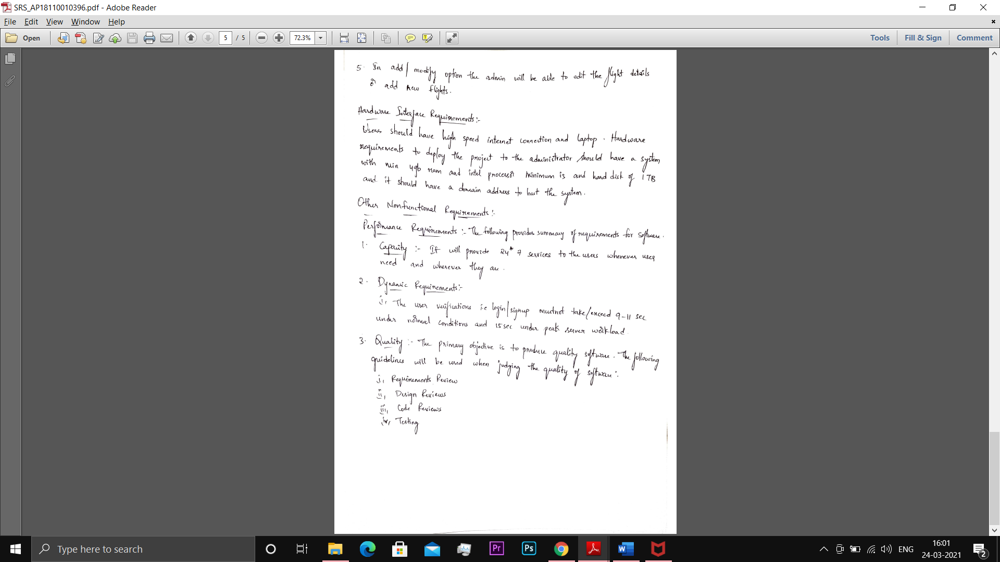 SRS_AP18110010396.pdf - Adobe Reader
File Edit View Window Help
Open 5 / 5 72.3% Tools Fill & Sign Comment
5. In add/modify option the admin will be able to edit the flight details
or add new flights.
Hardware Interface Requirements:-
Users should have high speed internet connection and laptop. Hardware
requirements to deploy the project to the administrator should have a system
with min 4gb ram and intel processor minimum i3 and hard disk of 1TB
and it should have a domain address to host the system.
Other Nonfunctional Requirements:-
Performance Requirements:- The following provides summary of requirements for software.
1. Capacity :- It will provide 24*7 services to the users whenever user
need and wherever they are.
2. Dynamic Requirements:-
i, The user verifications i.e login/signup mustnot take/exceed 9-11 sec
under normal conditions and 15sec under peak server workload.
3. Quality :- The primary objective is to produce quality software. The following
guidelines will be used when judging the quality of software:
i, Requirements Review
ii, Design Reviews
iii, Code Reviews
iv, Testing
Type here to search
Pr Ps
ENG
16:01
24-03-2021
2